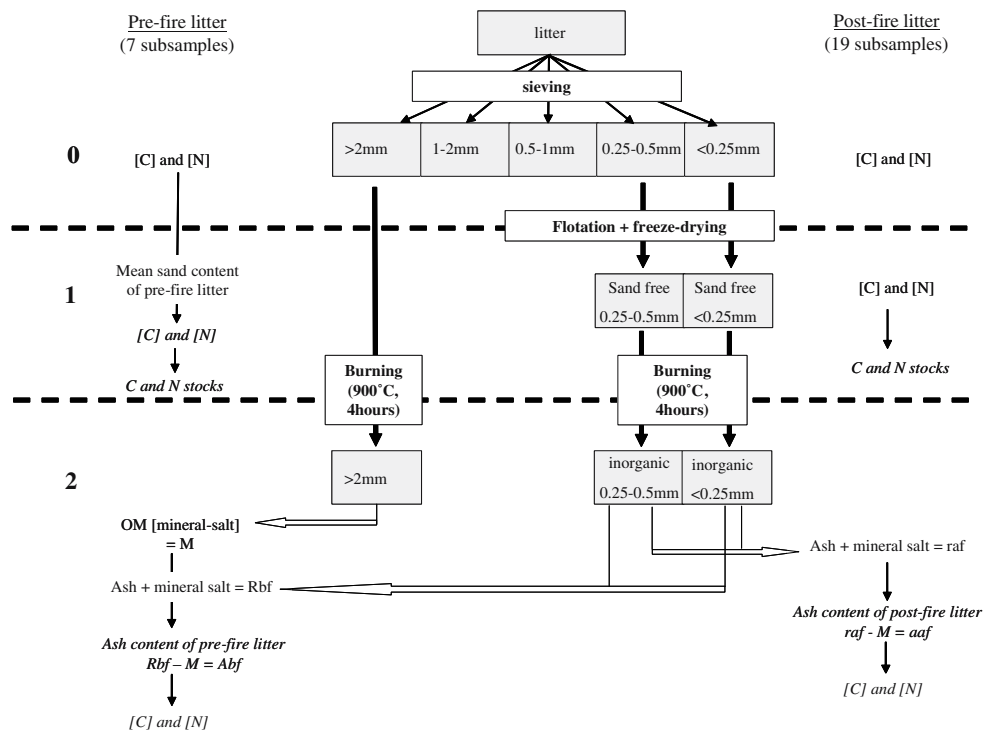 Pre-fire litter
(7 subsamples)
litter
Post-fire litter
(19 subsamples)
sieving
0
[C] and [N]
>2mm
1-2mm
0.5-1mm
0.25-0.5mm
<0.25mm
[C] and [N]
Flotation + freeze-drying
1
Mean sand content
of pre-fire litter
[C] and [N]
C and N stocks
Sand free
0.25-0.5mm
Sand free
<0.25mm
[C] and [N]
C and N stocks
Burning
(900˚C,
4hours)
Burning
(900˚C,
4hours)
2
>2mm
inorganic
0.25-0.5mm
inorganic
<0.25mm
OM [mineral-salt]
= M
Ash + mineral salt = Rbf
Ash content of pre-fire litter
Rbf – M = Abf
[C] and [N]
Ash + mineral salt = raf
Ash content of post-fire litter
raf - M = aaf
[C] and [N]